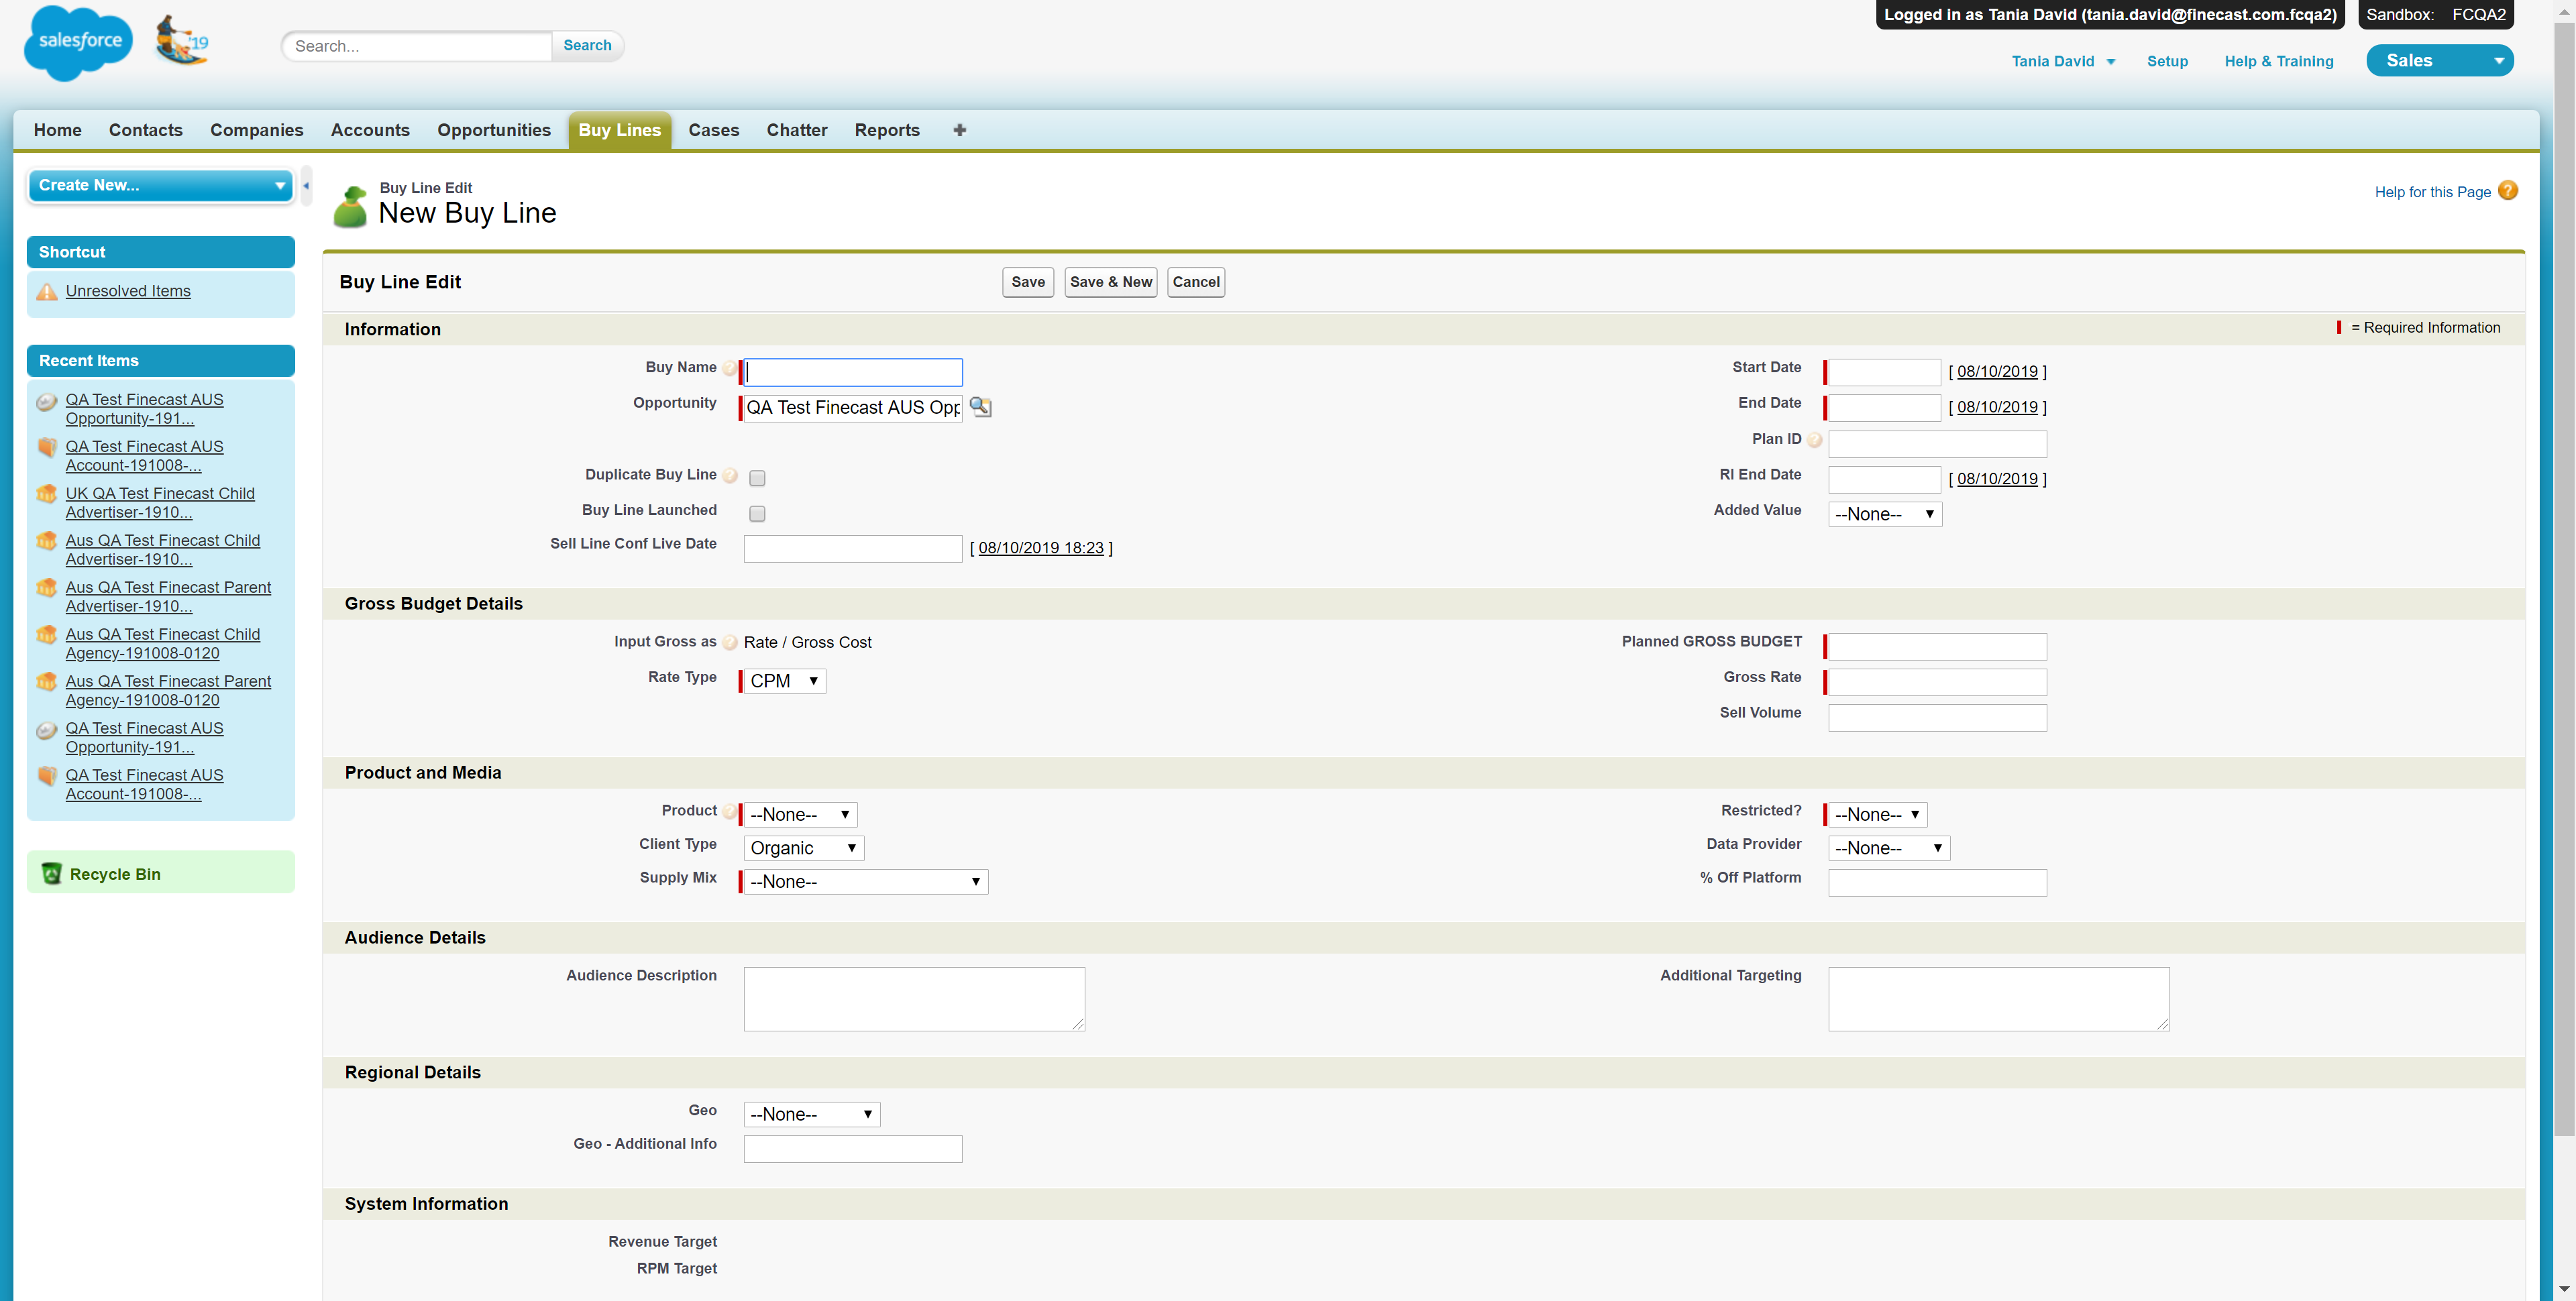 Logged in as Tania David (tania.david@finecast.com.fcqa2)
Sandbox: FCQA2
salesforce
'19
Search...
Search
Tania David
Setup
Help & Training
Sales
Home
Contacts
Companies
Accounts
Opportunities
Buy Lines
Cases
Chatter
Reports
Create New...
Shortcut
Unresolved Items
Recent Items
QA Test Finecast AUS
Opportunity-191...
QA Test Finecast AUS
Account-191008-...
UK QA Test Finecast Child
Advertiser-1910...
Aus QA Test Finecast Child
Advertiser-1910...
Aus QA Test Finecast Parent
Advertiser-1910...
Aus QA Test Finecast Child
Agency-191008-0120
Aus QA Test Finecast Parent
Agency-191008-0120
QA Test Finecast AUS
Opportunity-191...
QA Test Finecast AUS
Account-191008-...
Recycle Bin
Buy Line Edit
New Buy Line
Help for this Page ?
Buy Line Edit
Save
Save & New
Cancel
Information
= Required Information
Buy Name ?
Start Date [ 08/10/2019 ]
Opportunity QA Test Finecast AUS Opp
End Date [ 08/10/2019 ]
Plan ID ?
Duplicate Buy Line ?
RI End Date [ 08/10/2019 ]
Buy Line Launched
Added Value --None--
Sell Line Conf Live Date [ 08/10/2019 18:23 ]
Gross Budget Details
Input Gross as ? Rate / Gross Cost
Planned GROSS BUDGET
Rate Type CPM
Gross Rate
Sell Volume
Product and Media
Product ? --None--
Restricted? --None--
Client Type Organic
Data Provider --None--
Supply Mix --None--
% Off Platform
Audience Details
Audience Description
Additional Targeting
Regional Details
Geo --None--
Geo - Additional Info
System Information
Revenue Target
RPM Target